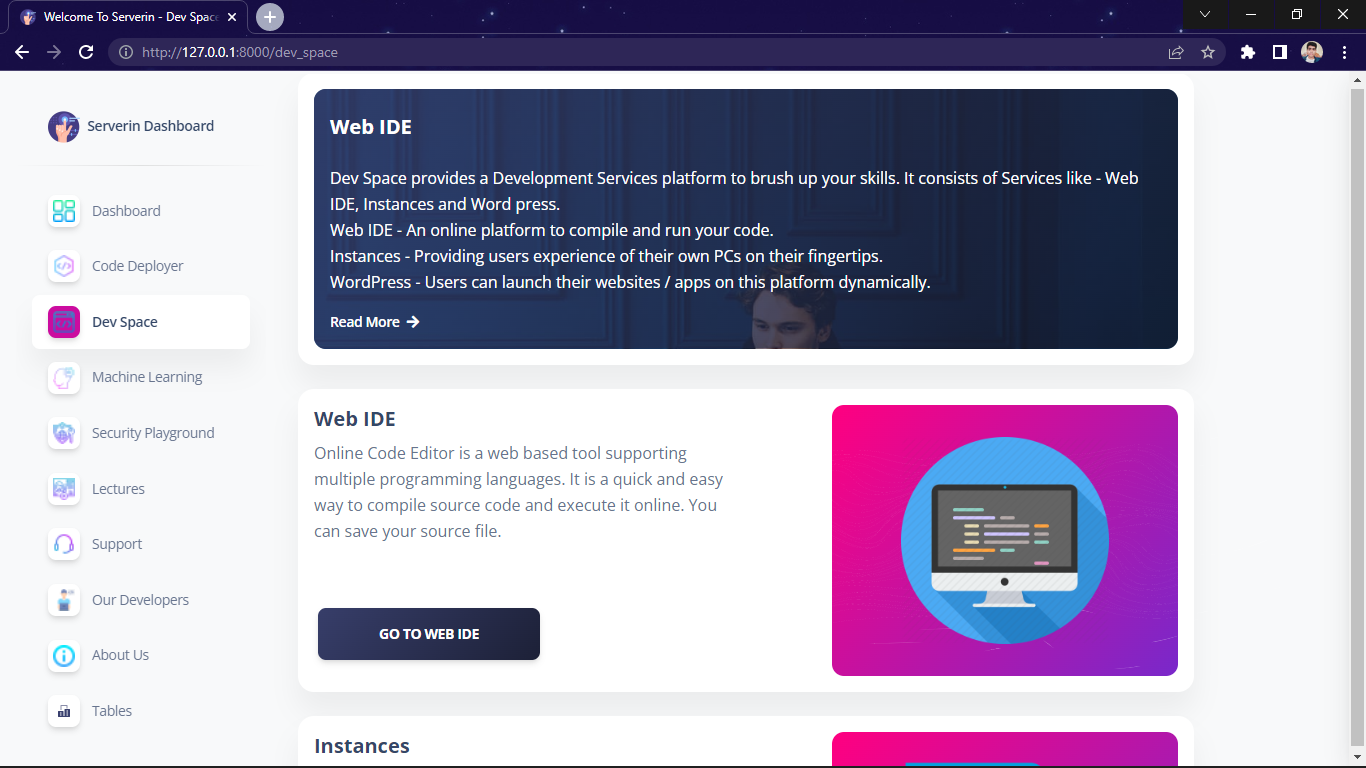 Welcome To Serverin - Dev Space
http://127.0.0.1:8000/dev_space
Serverin Dashboard
Dashboard
Code Deployer
Dev Space
Machine Learning
Security Playground
Lectures
Support
Our Developers
About Us
Tables
Web IDE
Dev Space provides a Development Services platform to brush up your skills. It consists of Services like - Web
IDE, Instances and Word press.
Web IDE - An online platform to compile and run your code.
Instances - Providing users experience of their own PCs on their fingertips.
WordPress - Users can launch their websites / apps on this platform dynamically.
Read More
Web IDE
Online Code Editor is a web based tool supporting
multiple programming languages. It is a quick and easy
way to compile source code and execute it online. You
can save your source file.
GO TO WEB IDE
Instances